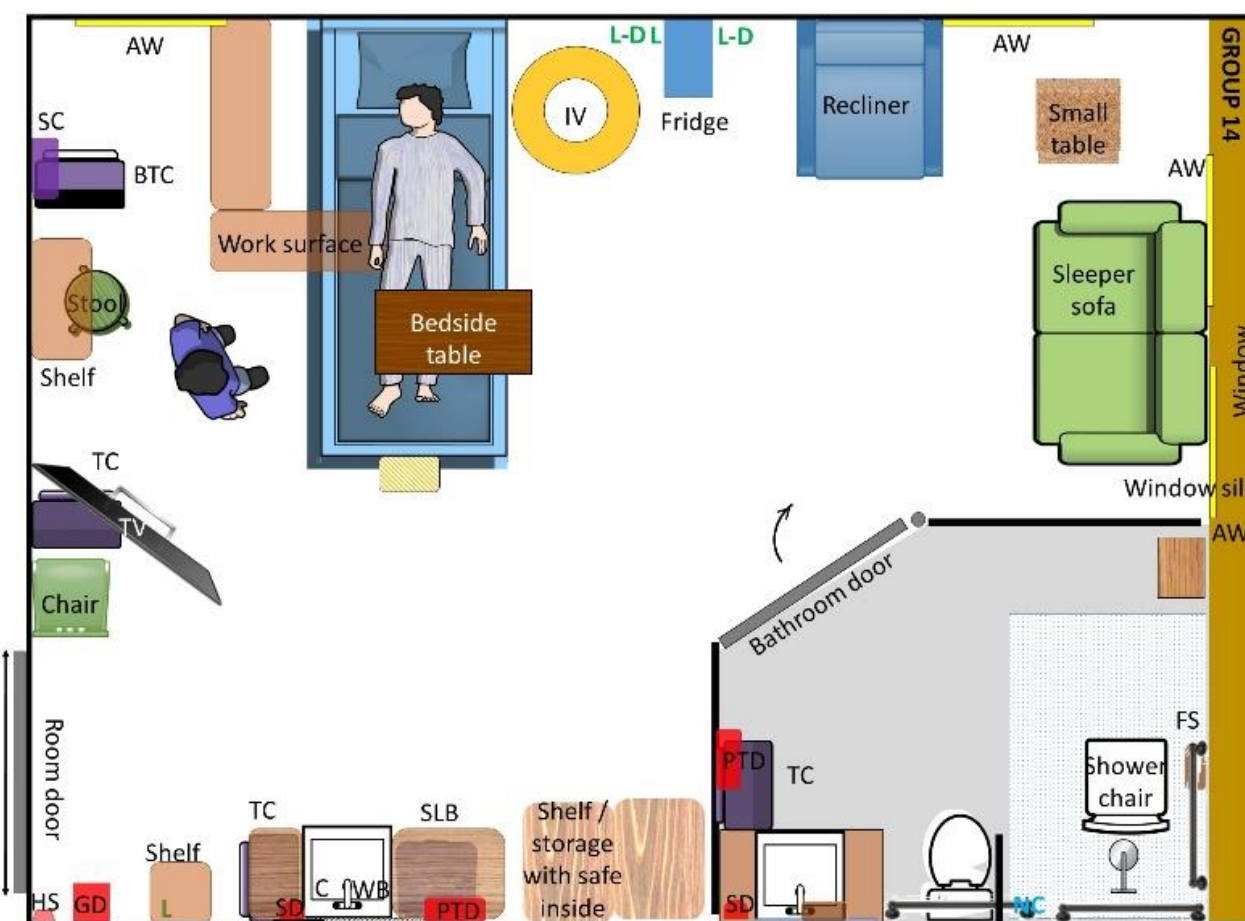 AW
L-D L
L-D
AW
GROUP 14
SC
BTC
IV
Fridge
Recliner
Small
table
AW
Work surface
Sleeper
sofa
Stool
Shelf
Bedside
table
Window
TC
TV
Window sil
AW
Chair
Bathroom door
Room door
FS
PTD
TC
Shower
chair
TC
SLB
Shelf /
storage
with safe
inside
Shelf
HS
GD
L
SD
C
WB
PTD
SD
NC